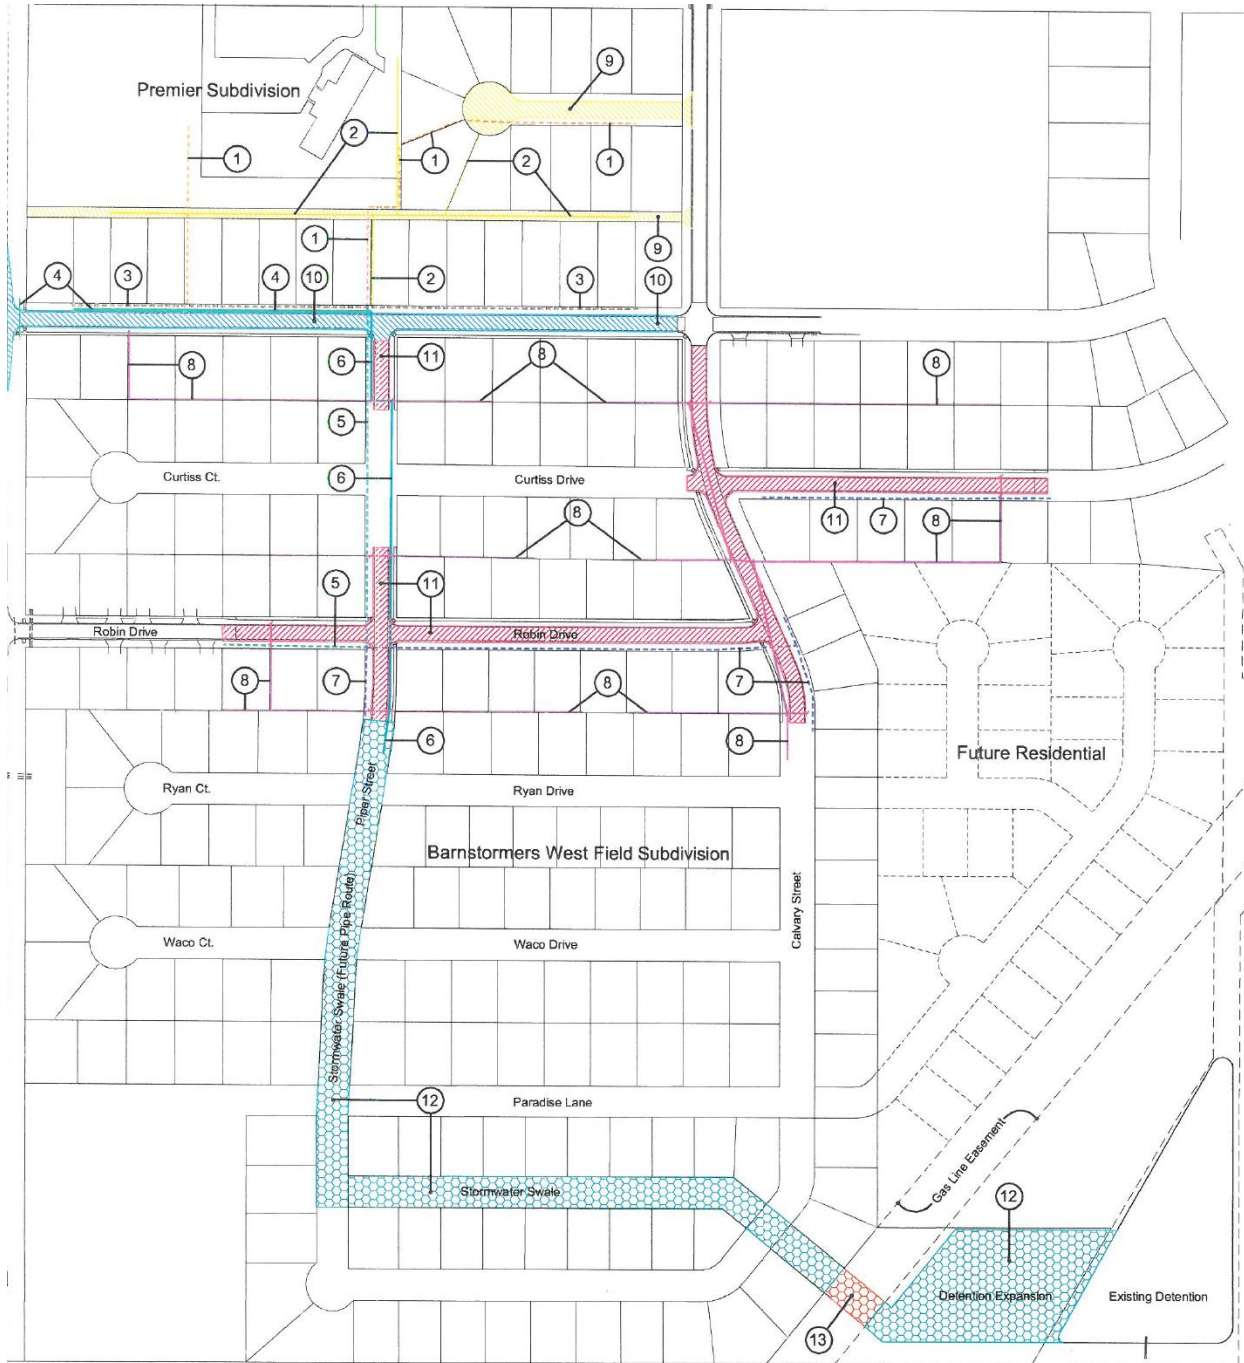 9
Premier Subdivision
2
1
1
2
1
1
9
4
3
4
10
2
3
10
6
11
8
8
8
5
Curtiss Ct.
6
Curtiss Drive
8
11
7
8
5
11
Robin Drive
Robin Drive
8
7
8
7
6
8
Future Residential
Piper Street
Ryan Ct.
Ryan Drive
Barnstormers West Field Subdivision
Calvary Street
Stormwater Swale (Future Pipe Route)
Waco Ct.
Waco Drive
12
Paradise Lane
Gas Line Easement
Stormwater Swale
12
Detention Expansion
Existing Detention
13